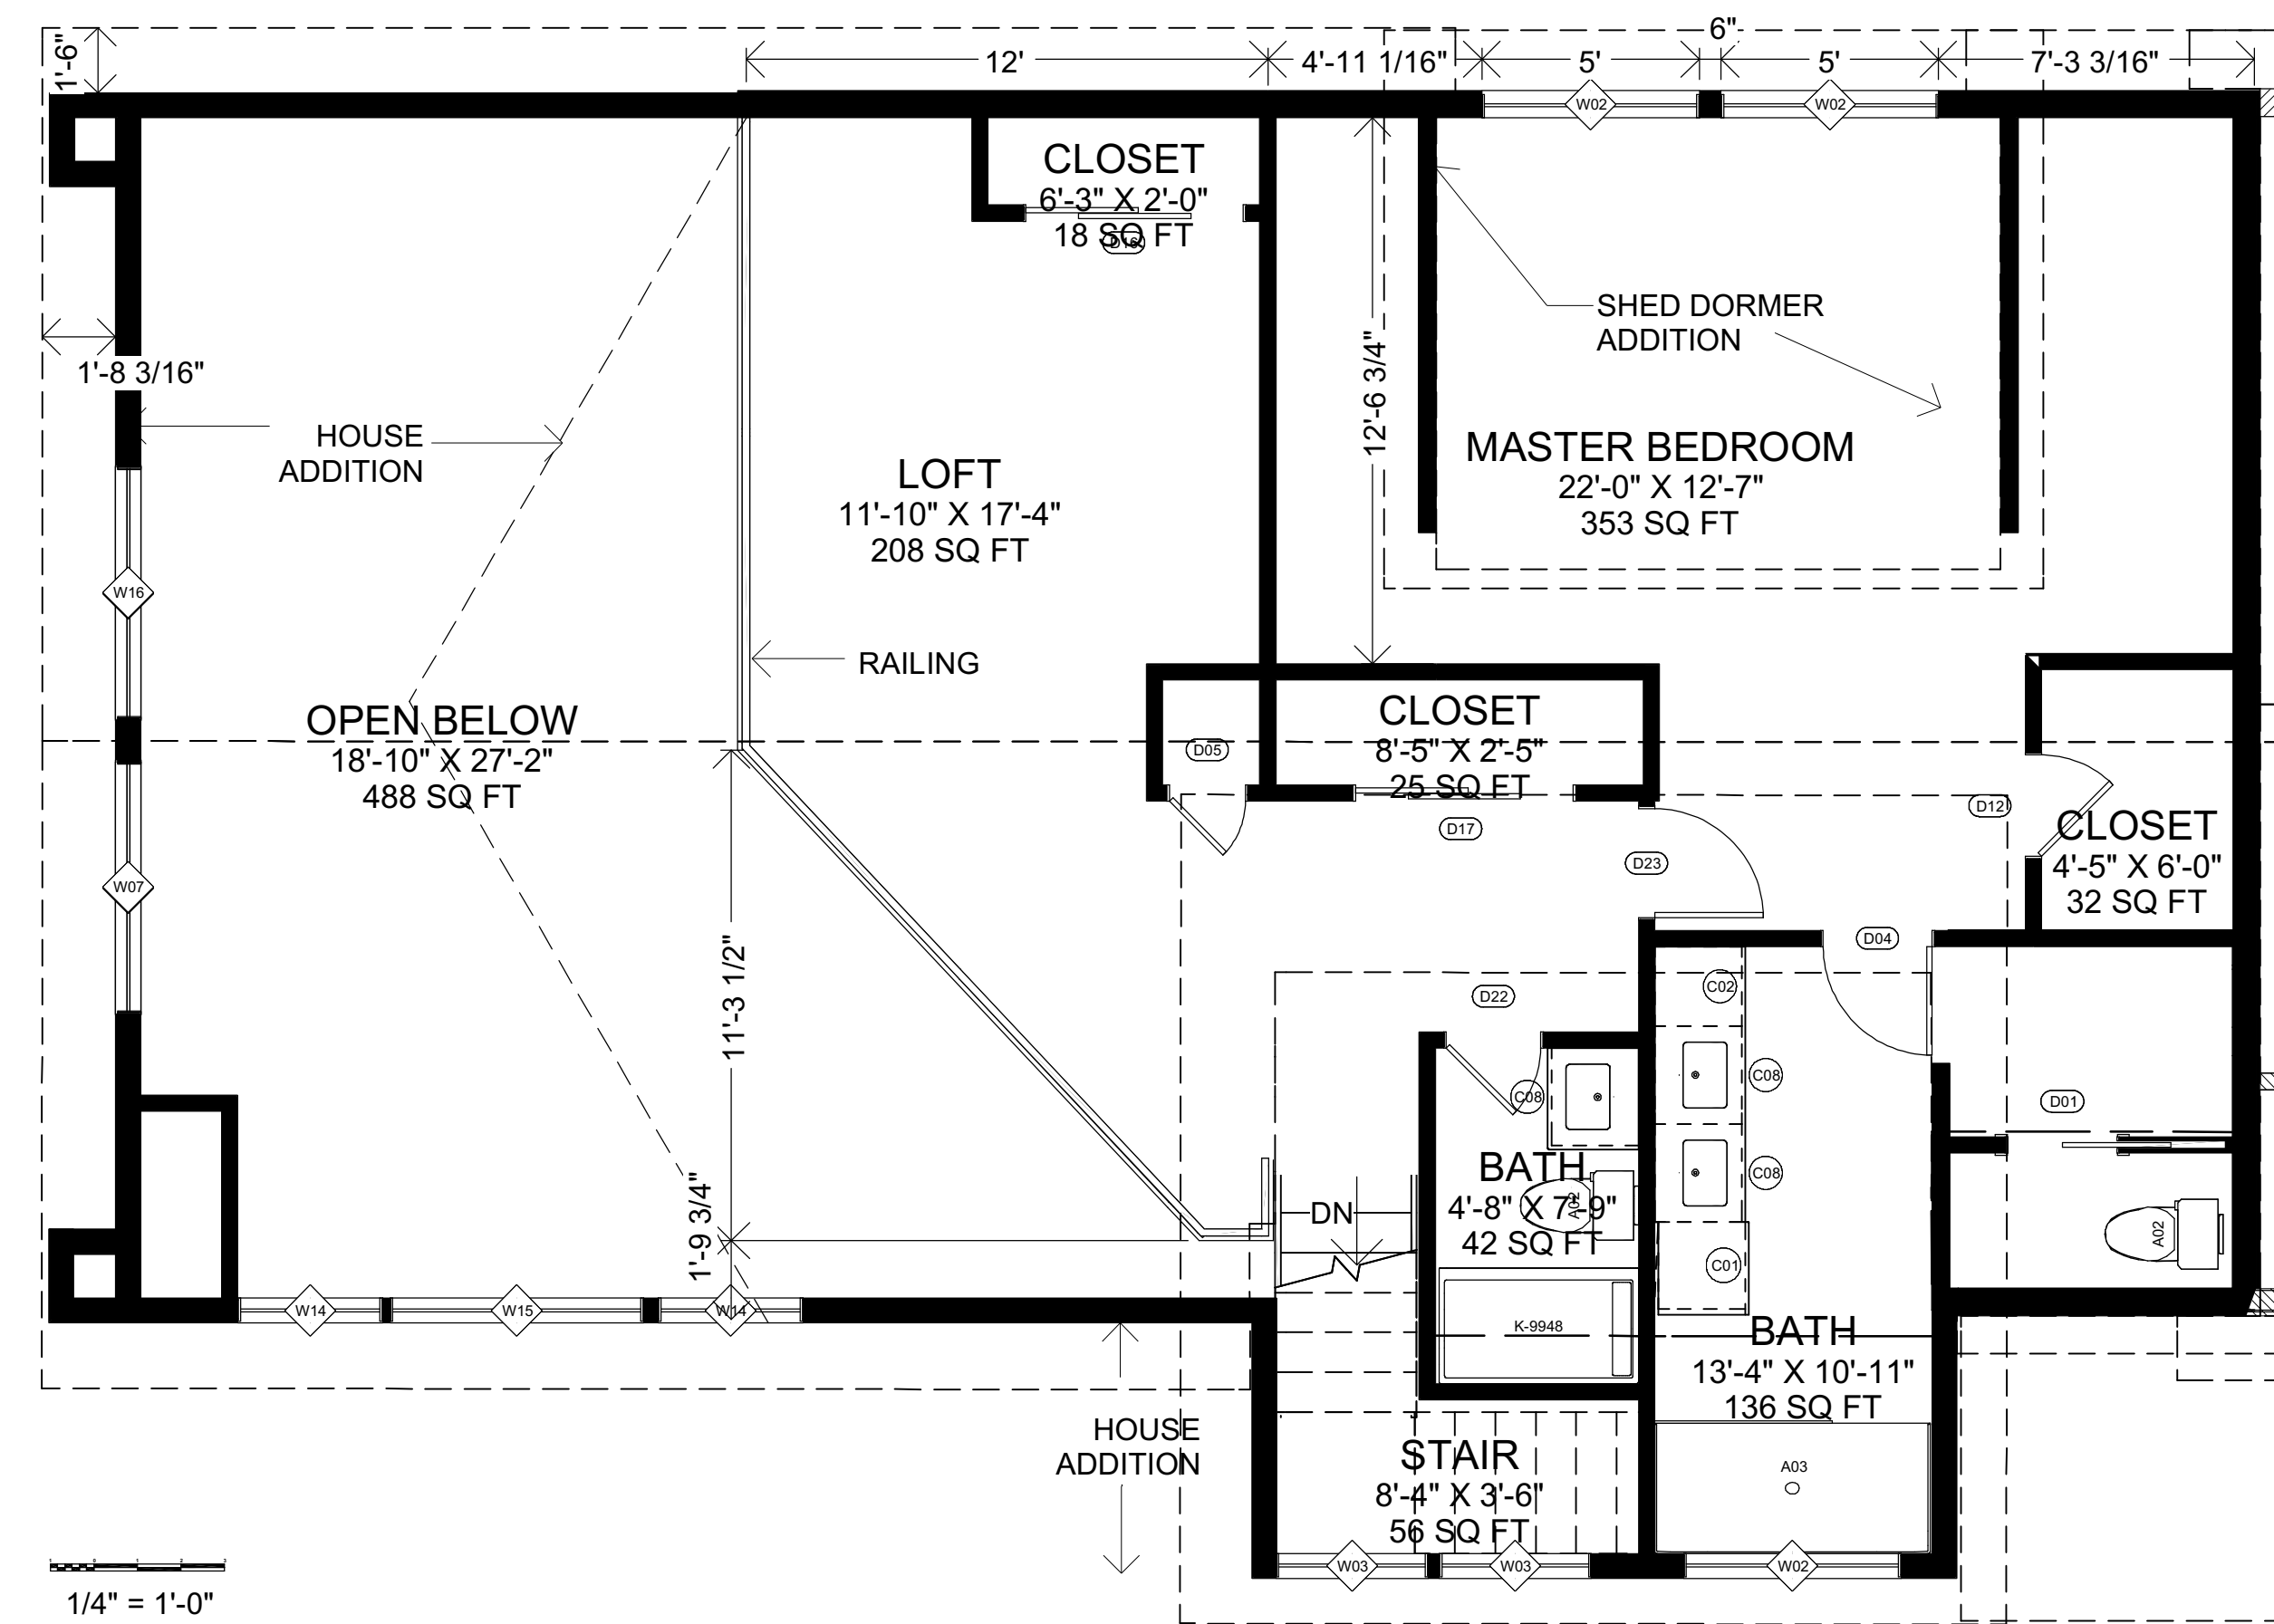 1'-6"
12'
4'-11 1/16"
5'
6"
5'
7'-3 3/16"
W02
W02
CLOSET
6'-3" X 2'-0"
18 SQ FT
D16
SHED DORMER
ADDITION
1'-8 3/16"
12'-6 3/4"
HOUSE
ADDITION
MASTER BEDROOM
22'-0" X 12'-7"
353 SQ FT
LOFT
11'-10" X 17'-4"
208 SQ FT
W16
RAILING
OPEN BELOW
18'-10" X 27'-2"
488 SQ FT
CLOSET
8'-5" X 2'-5"
25 SQ FT
D05
D17
D23
D12
CLOSET
4'-5" X 6'-0"
32 SQ FT
W07
D04
11'-3 1/2"
D22
C02
C08
C08
D01
C08
BATH
4'-8" X 7'-9"
42 SQ FT
A02
A02
1'-9 3/4"
DN
C01
W14
W15
W14
K-9948
BATH
13'-4" X 10'-11"
136 SQ FT
HOUSE
ADDITION
STAIR
8'-4" X 3'-6"
56 SQ FT
A03
W03
W03
W02
1/4" = 1'-0"